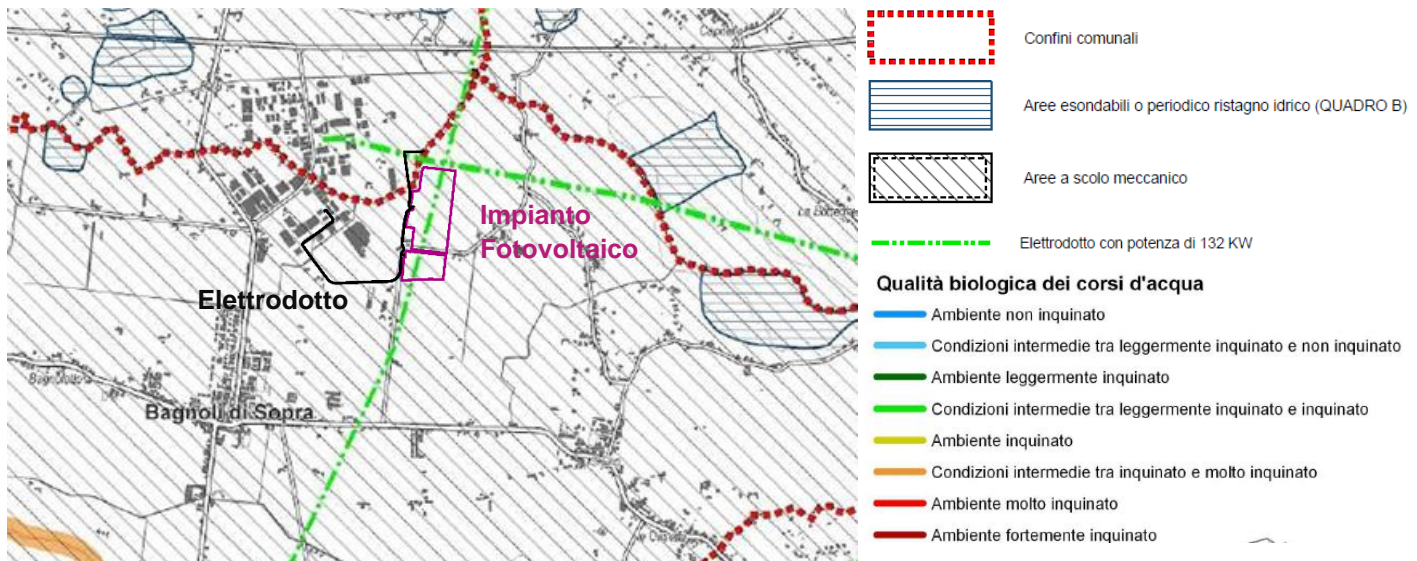 Impianto
Fotovoltaico
Elettrodotto
Bagnoli di Sopra
Confini comunali
Aree esondabili o periodico ristagno idrico (QUADRO B)
Aree a scolo meccanico
Elettrodotto con potenza di 132 KW
Qualità biologica dei corsi d'acqua
Ambiente non inquinato
Condizioni intermedie tra leggermente inquinato e non inquinato
Ambiente leggermente inquinato
Condizioni intermedie tra leggermente inquinato e inquinato
Ambiente inquinato
Condizioni intermedie tra inquinato e molto inquinato
Ambiente molto inquinato
Ambiente fortemente inquinato